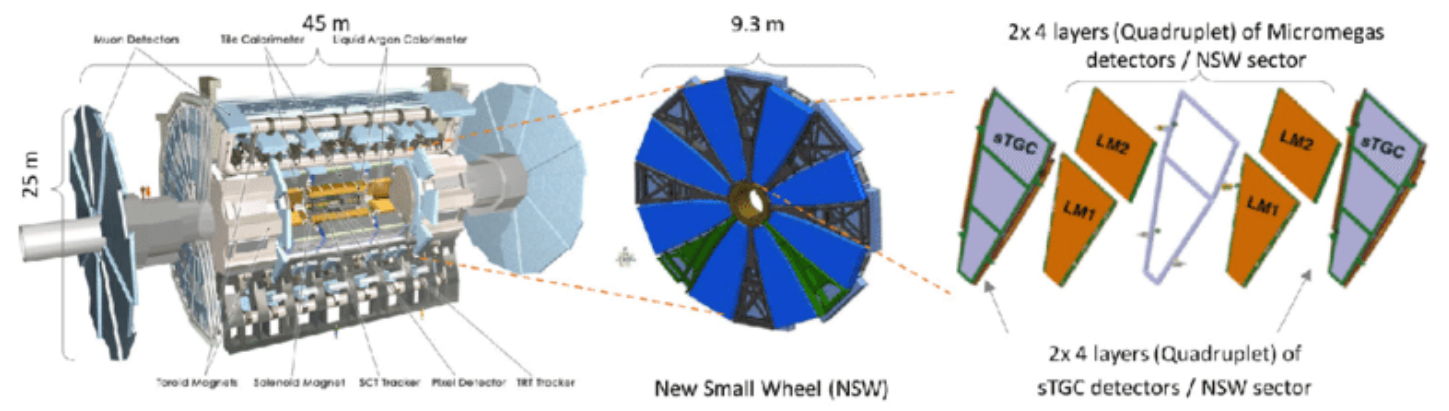 45 m
Muon Detectors
Tile Calorimeter
Liquid Argon Calorimeter
25 m
Toroid Magnets
Solenoid Magnet
SCT Tracker
Pixel Detector
TRT Tracker
9.3 m
New Small Wheel (NSW)
2x 4 layers (Quadruplet) of Micromegas
detectors / NSW sector
sTGC
LM2
LM1
LM2
LM1
sTGC
2x 4 layers (Quadruplet) of
sTGC detectors / NSW sector